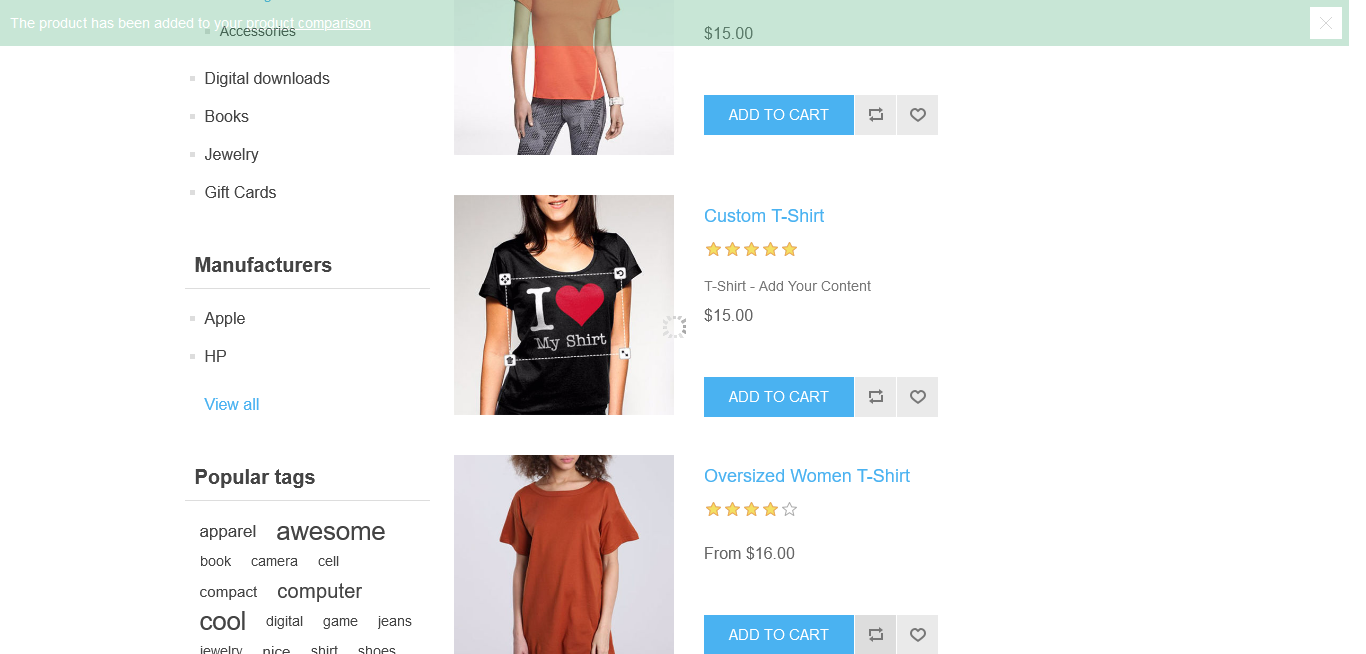 The product has been added to your product comparison
Accessories
Digital downloads
Books
Jewelry
Gift Cards
Manufacturers
Apple
HP
View all
Popular tags
apparel awesome
book camera cell
compact computer
cool digital game jeans
jewelry nice shirt shoes
$15.00
ADD TO CART
I
My Shirt
Custom T-Shirt
T-Shirt - Add Your Content
$15.00
ADD TO CART
Oversized Women T-Shirt
From $16.00
ADD TO CART